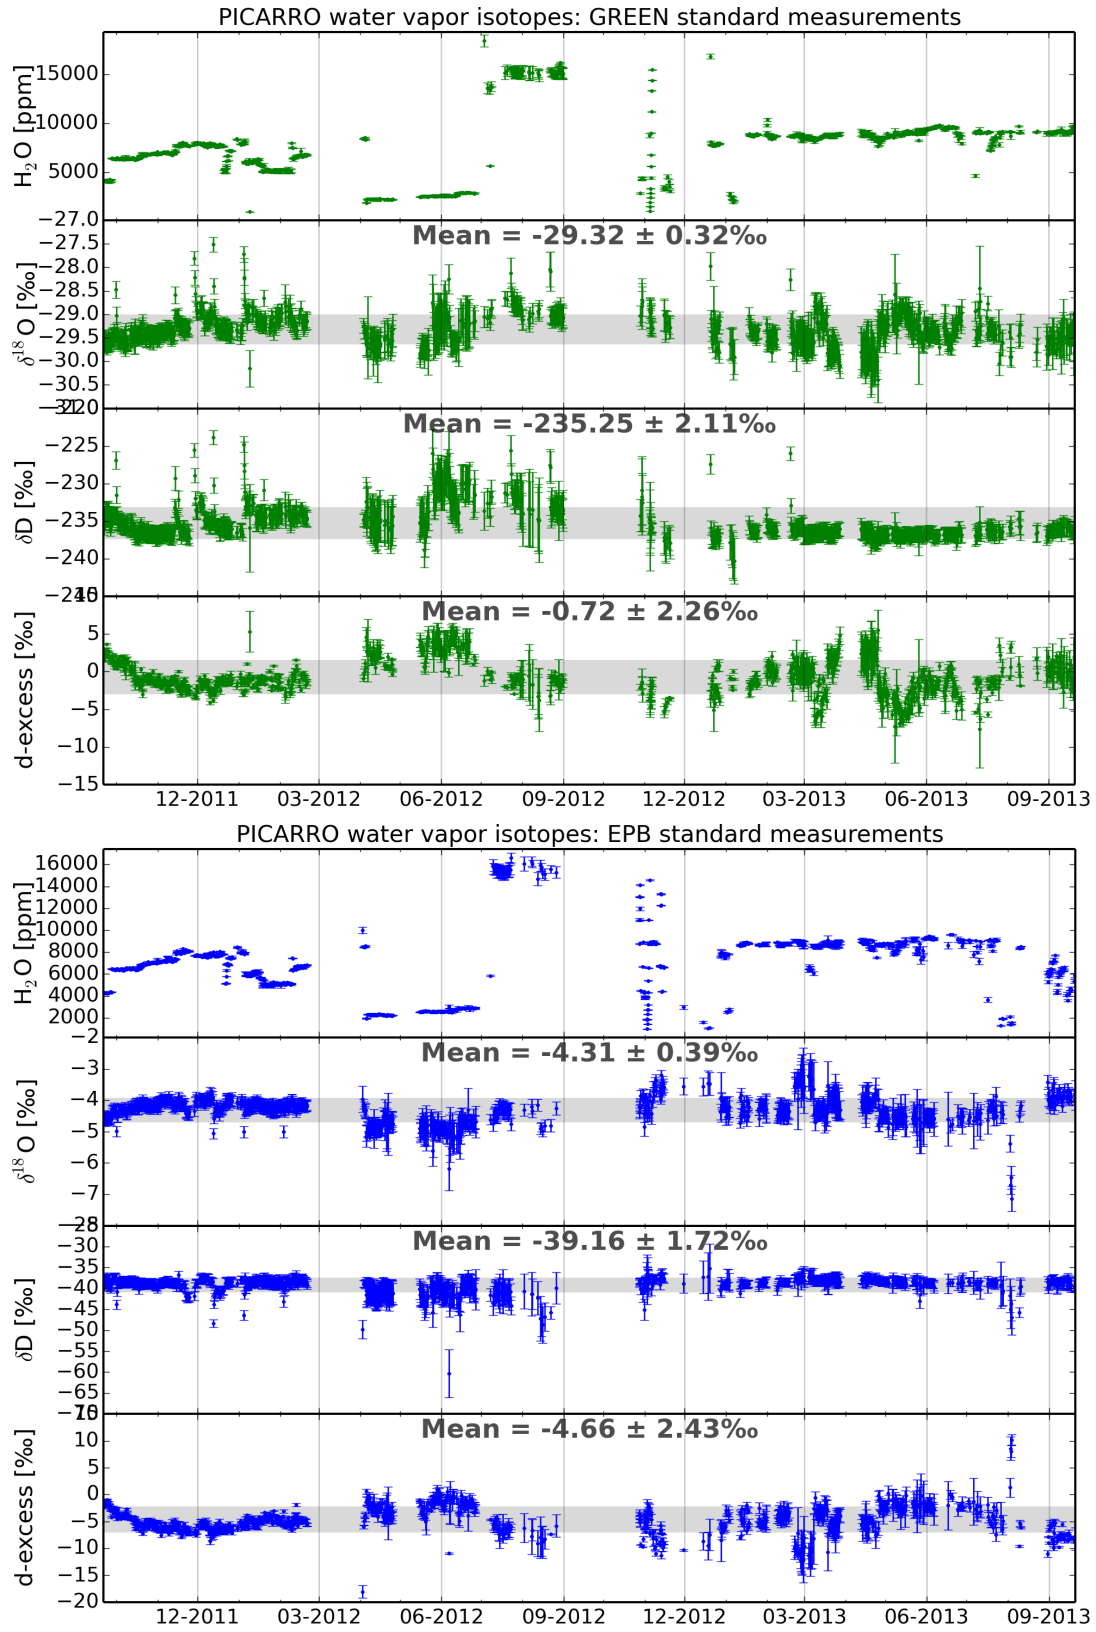 PICARRO water vapor isotopes: GREEN standard measurements
H₂O [ppm]
15000
10000
5000
Mean = -29.32 ± 0.32‰
δ¹⁸O [‰]
−27.0
−27.5
−28.0
−28.5
−29.0
−29.5
−30.0
−30.5
Mean = -235.25 ± 2.11‰
δD [‰]
−225
−230
−235
−240
Mean = -0.72 ± 2.26‰
d-excess [‰]
5
0
−5
−10
−15
12-2011 03-2012 06-2012 09-2012 12-2012 03-2013 06-2013 09-2013
PICARRO water vapor isotopes: EPB standard measurements
H₂O [ppm]
16000
14000
12000
10000
8000
6000
4000
2000
Mean = -4.31 ± 0.39‰
δ¹⁸O [‰]
−2
−3
−4
−5
−6
−7
Mean = -39.16 ± 1.72‰
δD [‰]
−30
−35
−40
−45
−50
−55
−60
−65
Mean = -4.66 ± 2.43‰
d-excess [‰]
10
5
0
−5
−10
−15
−20
12-2011 03-2012 06-2012 09-2012 12-2012 03-2013 06-2013 09-2013